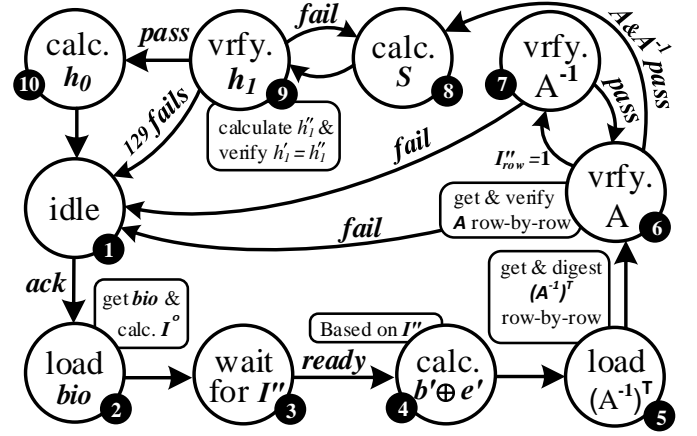 calc.
h₀
10
pass
vrfy.
h₁
9
fail
calc.
S
8
vrfy.
A⁻¹
7
A&A⁻¹ pass
pass
129 fails
calculate h″₁ &
verify h′₁ = h″₁
fail
I″row = 1
vrfy.
A
6
idle
1
get & verify
A row-by-row
fail
ack
get bio &
calc. I°
get & digest
(A⁻¹)ᵀ
row-by-row
Based on I″
load
bio
2
wait
for I″
3
ready
calc.
b′⊕e′
4
load
(A⁻¹)ᵀ
5